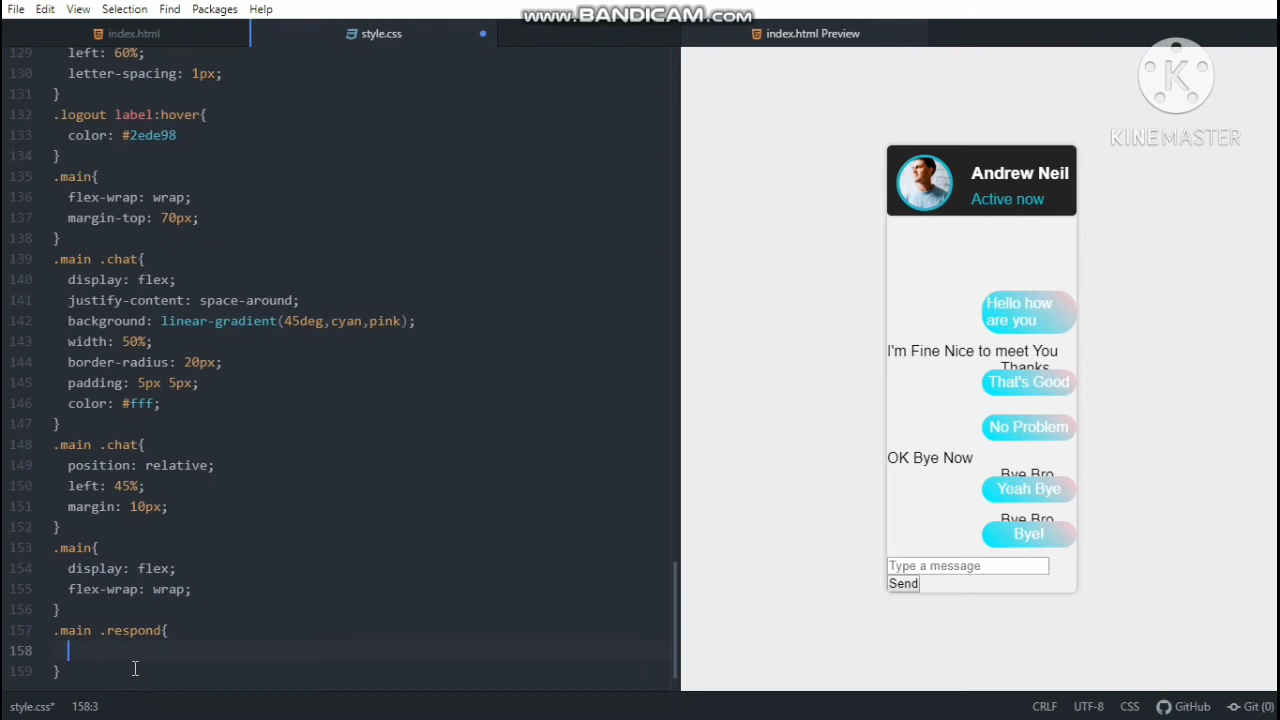 File Edit View Selection Find Packages Help
www.BANDICAM.com
index.html style.css index.html Preview
129 left: 60%;
130 letter-spacing: 1px;
131 }
132 .logout label:hover{
133 color: #2ede98
134 }
135 .main{
136 flex-wrap: wrap;
137 margin-top: 70px;
138 }
139 .main .chat{
140 display: flex;
141 justify-content: space-around;
142 background: linear-gradient(45deg,cyan,pink);
143 width: 50%;
144 border-radius: 20px;
145 padding: 5px 5px;
146 color: #fff;
147 }
148 .main .chat{
149 position: relative;
150 left: 45%;
151 margin: 10px;
152 }
153 .main{
154 display: flex;
155 flex-wrap: wrap;
156 }
157 .main .respond{
158
159 }
K
KINEMASTER
Andrew Neil
Active now
Hello how
are you
I'm Fine Nice to meet You
Thanks
That's Good
No Problem
OK Bye Now
Bye Bro
Yeah Bye
Bye Bro
Bye!
Type a message
Send
style.css* 158:3 CRLF UTF-8 CSS GitHub Git (0)